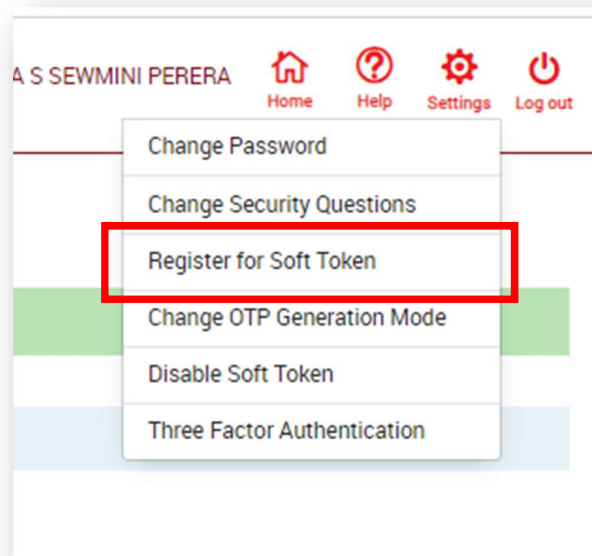 A S SEWMINI PERERA
Home Help Settings Log out
Change Password
Change Security Questions
Register for Soft Token
Change OTP Generation Mode
Disable Soft Token
Three Factor Authentication